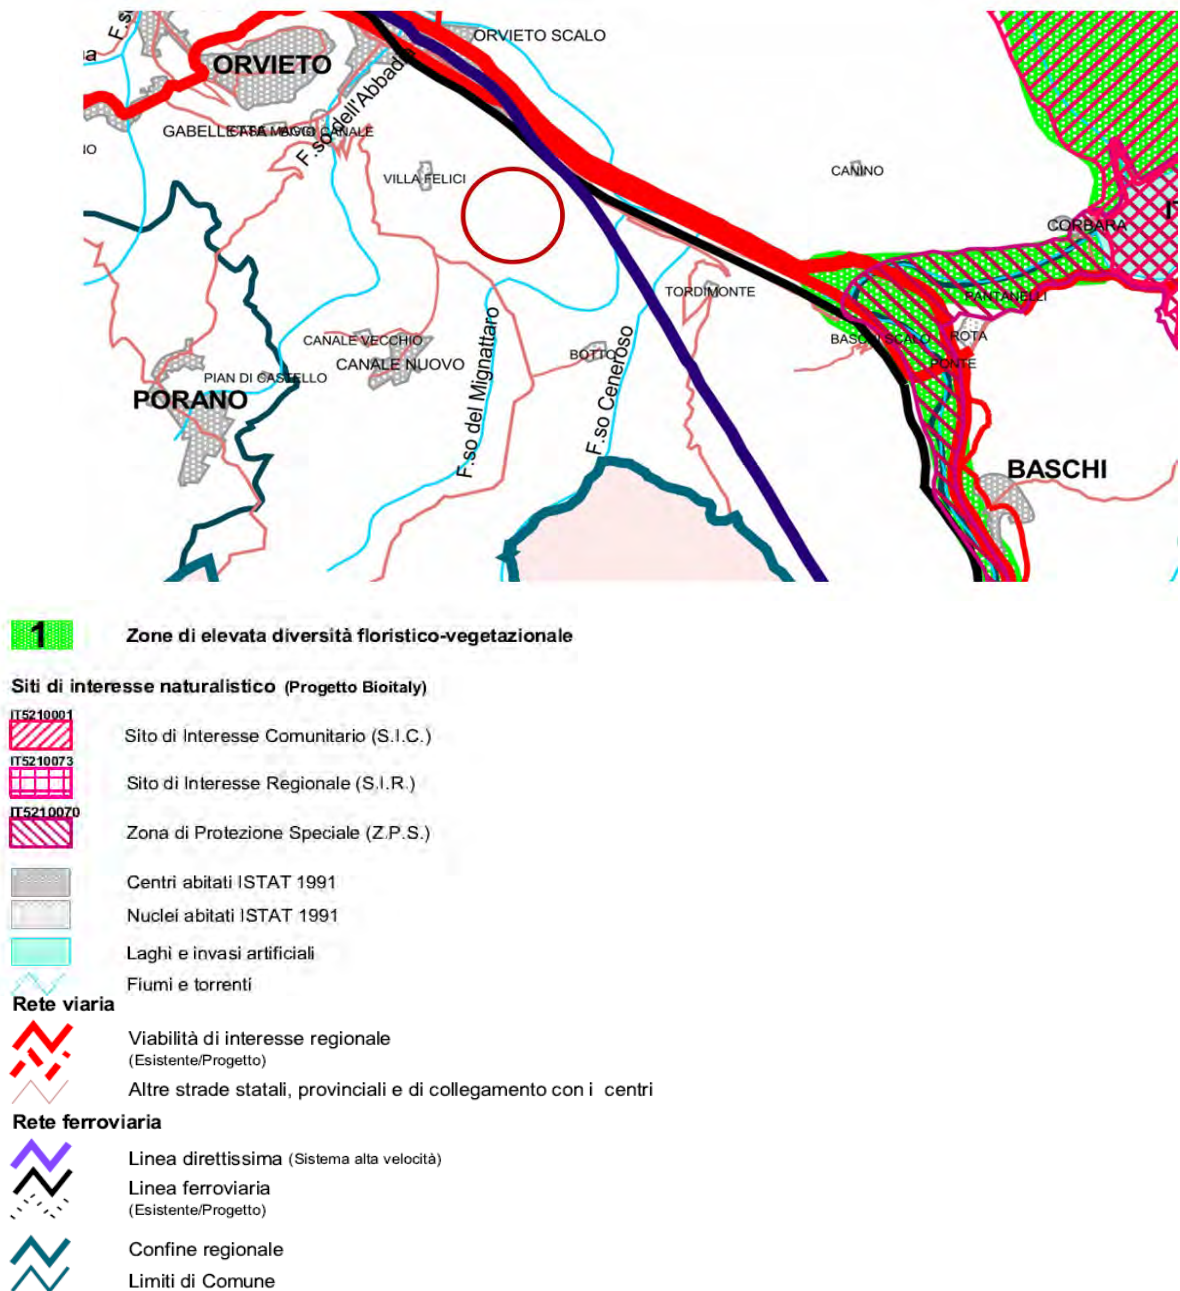 F.s
ORVIETO SCALO
a
ORVIETO
F.so dell'Abbadia
GABELLETTA
CANALE
IO
VILLA FELICI
CANINO
IT
CORBARA
TORDIMONTE
PANTANELLI
CANALE VECCHIO
BASCHI SCALO
ROTA
BOTTO
CANALE NUOVO
PONTE
PIAN DI CASTELLO
PORANO
F.so del Mignattaro
F.so Ceneroso
BASCHI
1 Zone di elevata diversità floristico-vegetazionale
Siti di interesse naturalistico (Progetto Bioitaly)
IT5210001
Sito di Interesse Comunitario (S.I.C.)
IT5210073
Sito di Interesse Regionale (S.I.R.)
IT5210070
Zona di Protezione Speciale (Z.P.S.)
Centri abitati ISTAT 1991
Nuclei abitati ISTAT 1991
Laghi e invasi artificiali
Fiumi e torrenti
Rete viaria
Viabilità di interesse regionale
(Esistente/Progetto)
Altre strade statali, provinciali e di collegamento con i centri
Rete ferroviaria
Linea direttissima (Sistema alta velocità)
Linea ferroviaria
(Esistente/Progetto)
Confine regionale
Limiti di Comune